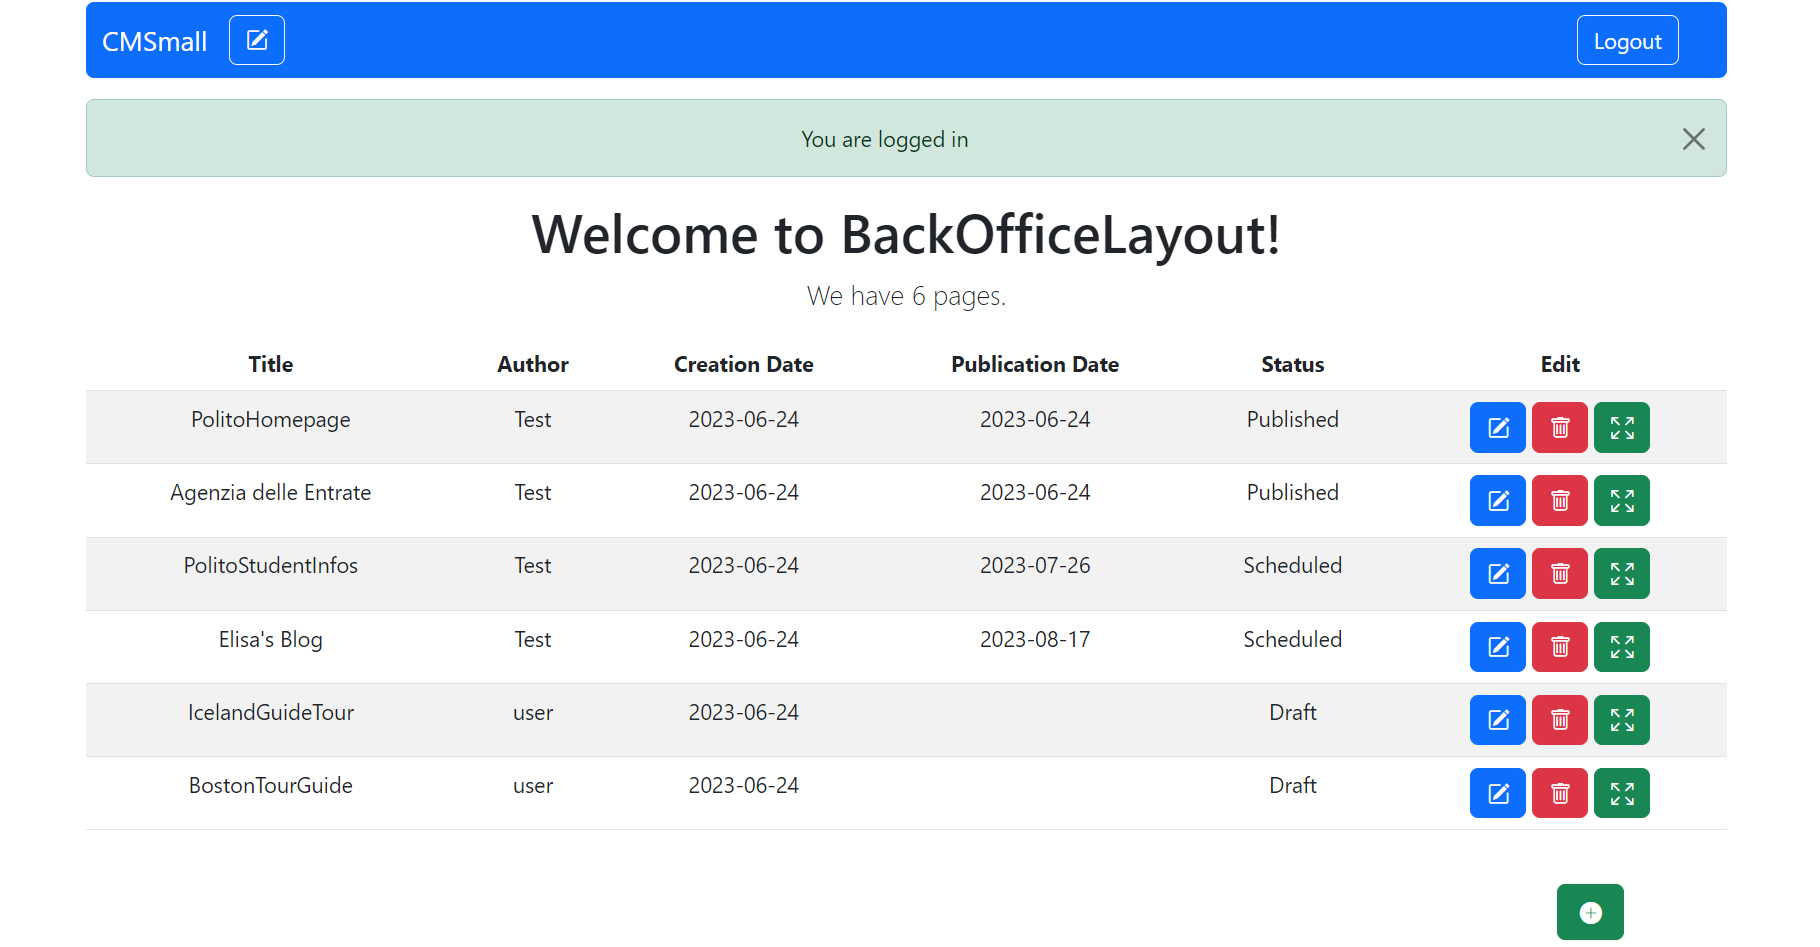 CMSmall Logout
You are logged in
Welcome to BackOfficeLayout!
We have 6 pages.
Title Author Creation Date Publication Date Status Edit
PolitoHomepage Test 2023-06-24 2023-06-24 Published
Agenzia delle Entrate Test 2023-06-24 2023-06-24 Published
PolitoStudentInfos Test 2023-06-24 2023-07-26 Scheduled
Elisa's Blog Test 2023-06-24 2023-08-17 Scheduled
IcelandGuideTour user 2023-06-24 Draft
BostonTourGuide user 2023-06-24 Draft